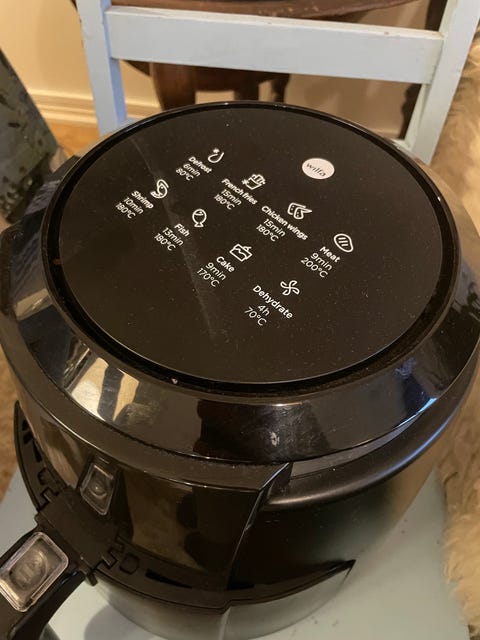 wilfa
Defrost
6min
80°C
French fries
15min
180°C
Chicken wings
15min
180°C
Meat
9min
200°C
Shrimp
10min
180°C
Fish
13min
180°C
Cake
9min
170°C
Dehydrate
4h
70°C